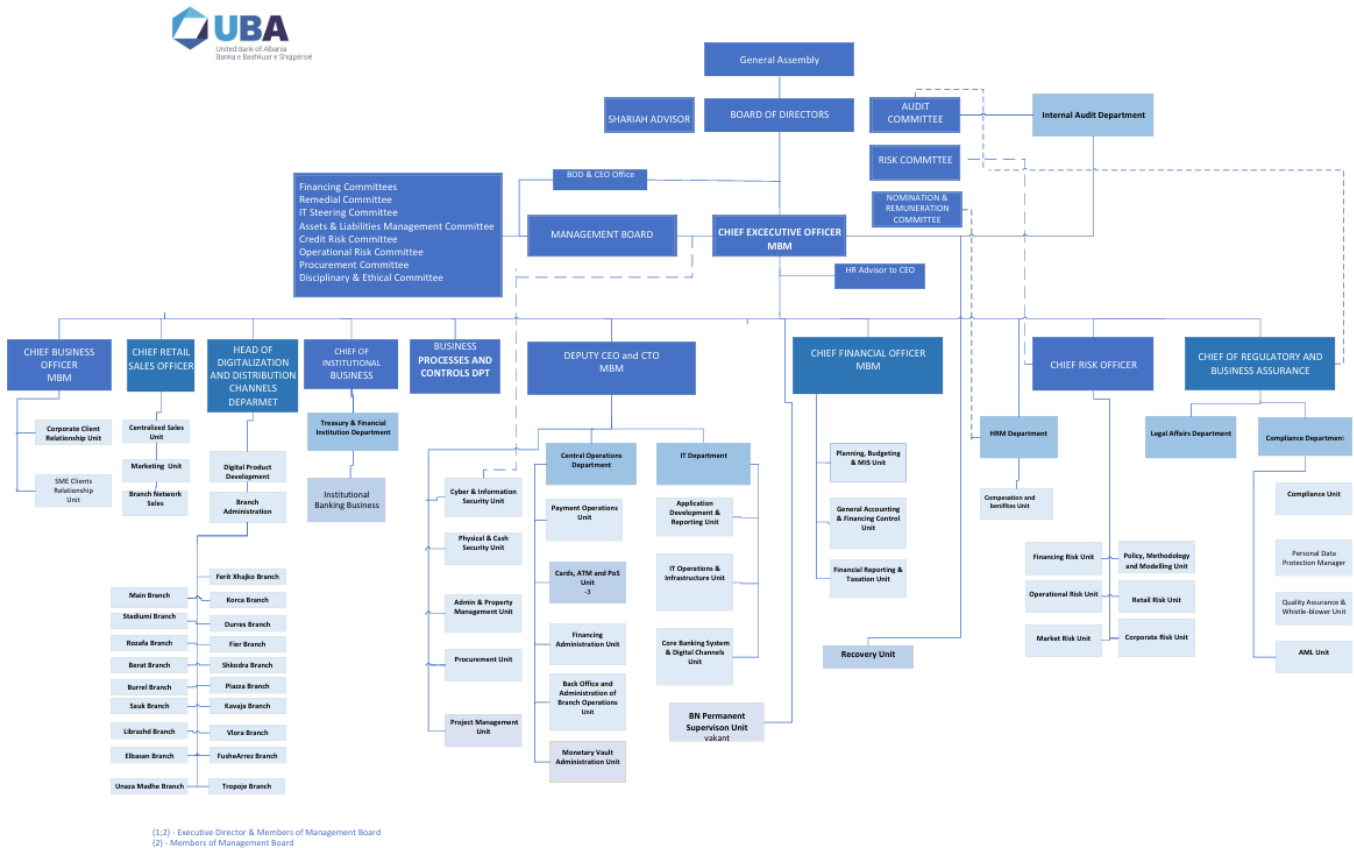 UBA
United Bank of Albania
Banka e Bashkuar e Shqipërisë
General Assembly
SHARIAH ADVISOR
BOARD OF DIRECTORS
AUDIT
COMMITTEE
Internal Audit Department
RISK COMMTTEE
BOD & CEO Office
NOMINATION &
REMUNERATION
COMMITTEE
Financing Committees
Remedial Committee
IT Steering Committee
Assets & Liabilities Management Committee
Credit Risk Committee
Operational Risk Committee
Procurement Committee
Disciplinary & Ethical Committee
MANAGEMENT BOARD
CHIEF EXCECUTIVE OFFICER
MBM
HR Advisor to CEO
CHIEF BUSINESS
OFFICER
MBM
CHIEF RETAIL
SALES OFFICER
HEAD OF
DIGITALIZATION
AND DISTRIBUTION
CHANNELS
DEPARMET
CHIEF OF
INSTITUTIONAL
BUSINESS
BUSINESS
PROCESSES AND
CONTROLS DPT
DEPUTY CEO and CTO
MBM
CHIEF FINANCIAL OFFICER
MBM
CHIEF RISK OFFICER
CHIEF OF REGULATORY AND
BUSINESS ASSURANCE
Corporate Client
Relationship Unit
SME Clients
Relationship
Unit
Centralized Sales
Unit
Marketing Unit
Branch Network
Sales
Digital Product
Development
Branch
Administration
Treasury & Financial
Institution Department
Institutional
Banking Business
Cyber & Information
Security Unit
Physical & Cash
Security Unit
Admin & Property
Management Unit
Procurement Unit
Project Management
Unit
Central Operations
Department
Payment Operations
Unit
Cards, ATM and PoS
Unit
-3
Financing
Administration Unit
Back Office and
Administration of
Branch Operations
Unit
Monetary Vault
Administration Unit
IT Department
Application
Development &
Reporting Unit
IT Operations &
Infrastructure Unit
Core Banking System
& Digital Channels
Unit
BN Permanent
Supervison Unit
vakant
Planning, Budgeting
& MIS Unit
General Accounting
& Financing Control
Unit
Financial Reporting &
Taxation Unit
Recovery Unit
HRM Department
Compexation and
benifites Unit
Financing Risk Unit
Policy, Methodology
and Modelling Unit
Operational Risk Unit
Retail Risk Unit
Market Risk Unit
Corporate Risk Unit
Legal Affairs Department
Compliance Department
Compliance Unit
Personal Data
Protection Manager
Quality Assurance &
Whistle-blower Unit
AML Unit
Ferit Xhajko Branch
Main Branch
Korca Branch
Stadiumi Branch
Durres Branch
Rozafa Branch
Fier Branch
Berat Branch
Shkodra Branch
Burrel Branch
Piazza Branch
Sauk Branch
Kavaja Branch
Librazhd Branch
Vlora Branch
Elbasan Branch
FusheArrez Branch
Unaza Madhe Branch
Tropoje Branch
(1;2) - Executive Director & Members of Management Board
(2) - Members of Management Board